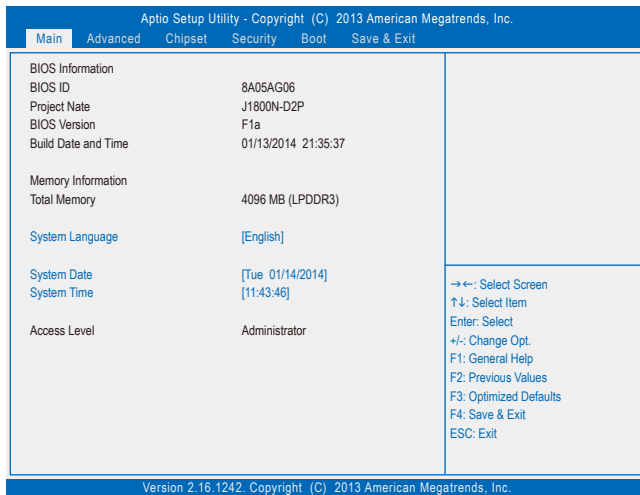 Aptio Setup Utility - Copyright (C) 2013 American Megatrends, Inc.
Main Advanced Chipset Security Boot Save & Exit
BIOS Information
BIOS ID 8A05AG06
Project Nate J1800N-D2P
BIOS Version F1a
Build Date and Time 01/13/2014 21:35:37
Memory Information
Total Memory 4096 MB (LPDDR3)
System Language [English]
System Date [Tue 01/14/2014]
System Time [11:43:46]
Access Level Administrator
→←: Select Screen
↑↓: Select Item
Enter: Select
+/-: Change Opt.
F1: General Help
F2: Previous Values
F3: Optimized Defaults
F4: Save & Exit
ESC: Exit
Version 2.16.1242. Copyright (C) 2013 American Megatrends, Inc.